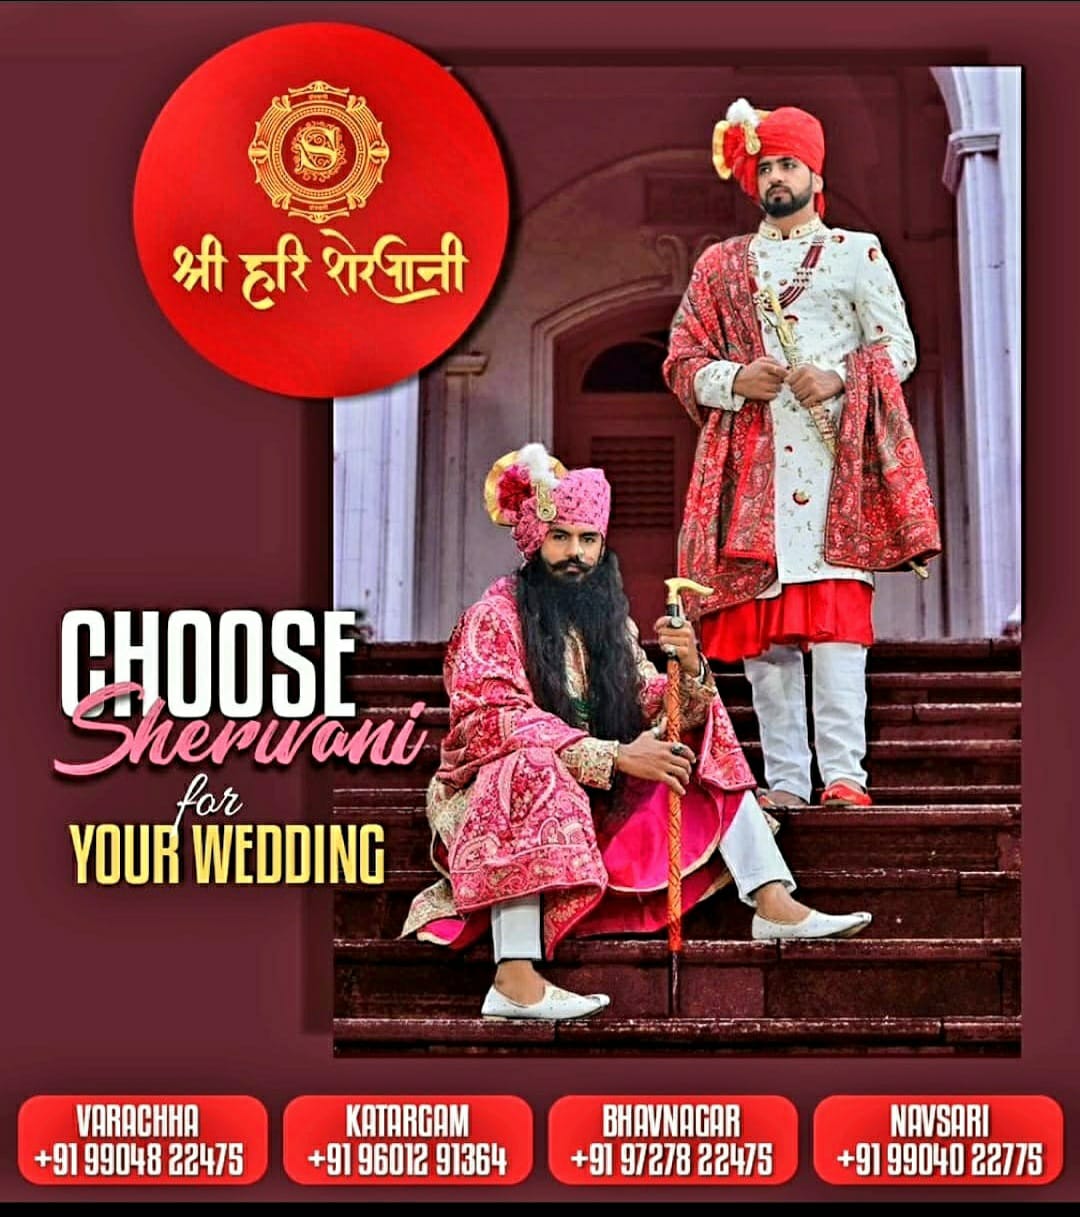 S
श्री हरि शेरवानी
CHOOSE
Sherwani
for
YOUR WEDDING
VARACHHA
+91 99048 22475
KATARGAM
+91 96012 91364
BHAVNAGAR
+91 97278 22475
NAVSARI
+91 99040 22775